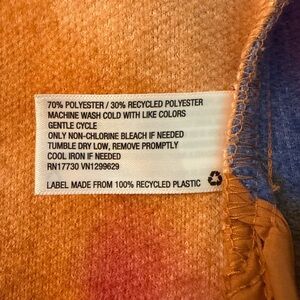 70% POLYESTER / 30% RECYCLED POLYESTER
MACHINE WASH COLD WITH LIKE COLORS
GENTLE CYCLE
ONLY NON-CHLORINE BLEACH IF NEEDED
TUMBLE DRY LOW, REMOVE PROMPTLY
COOL IRON IF NEEDED
RN17730 VN1299629
LABEL MADE FROM 100% RECYCLED PLASTIC